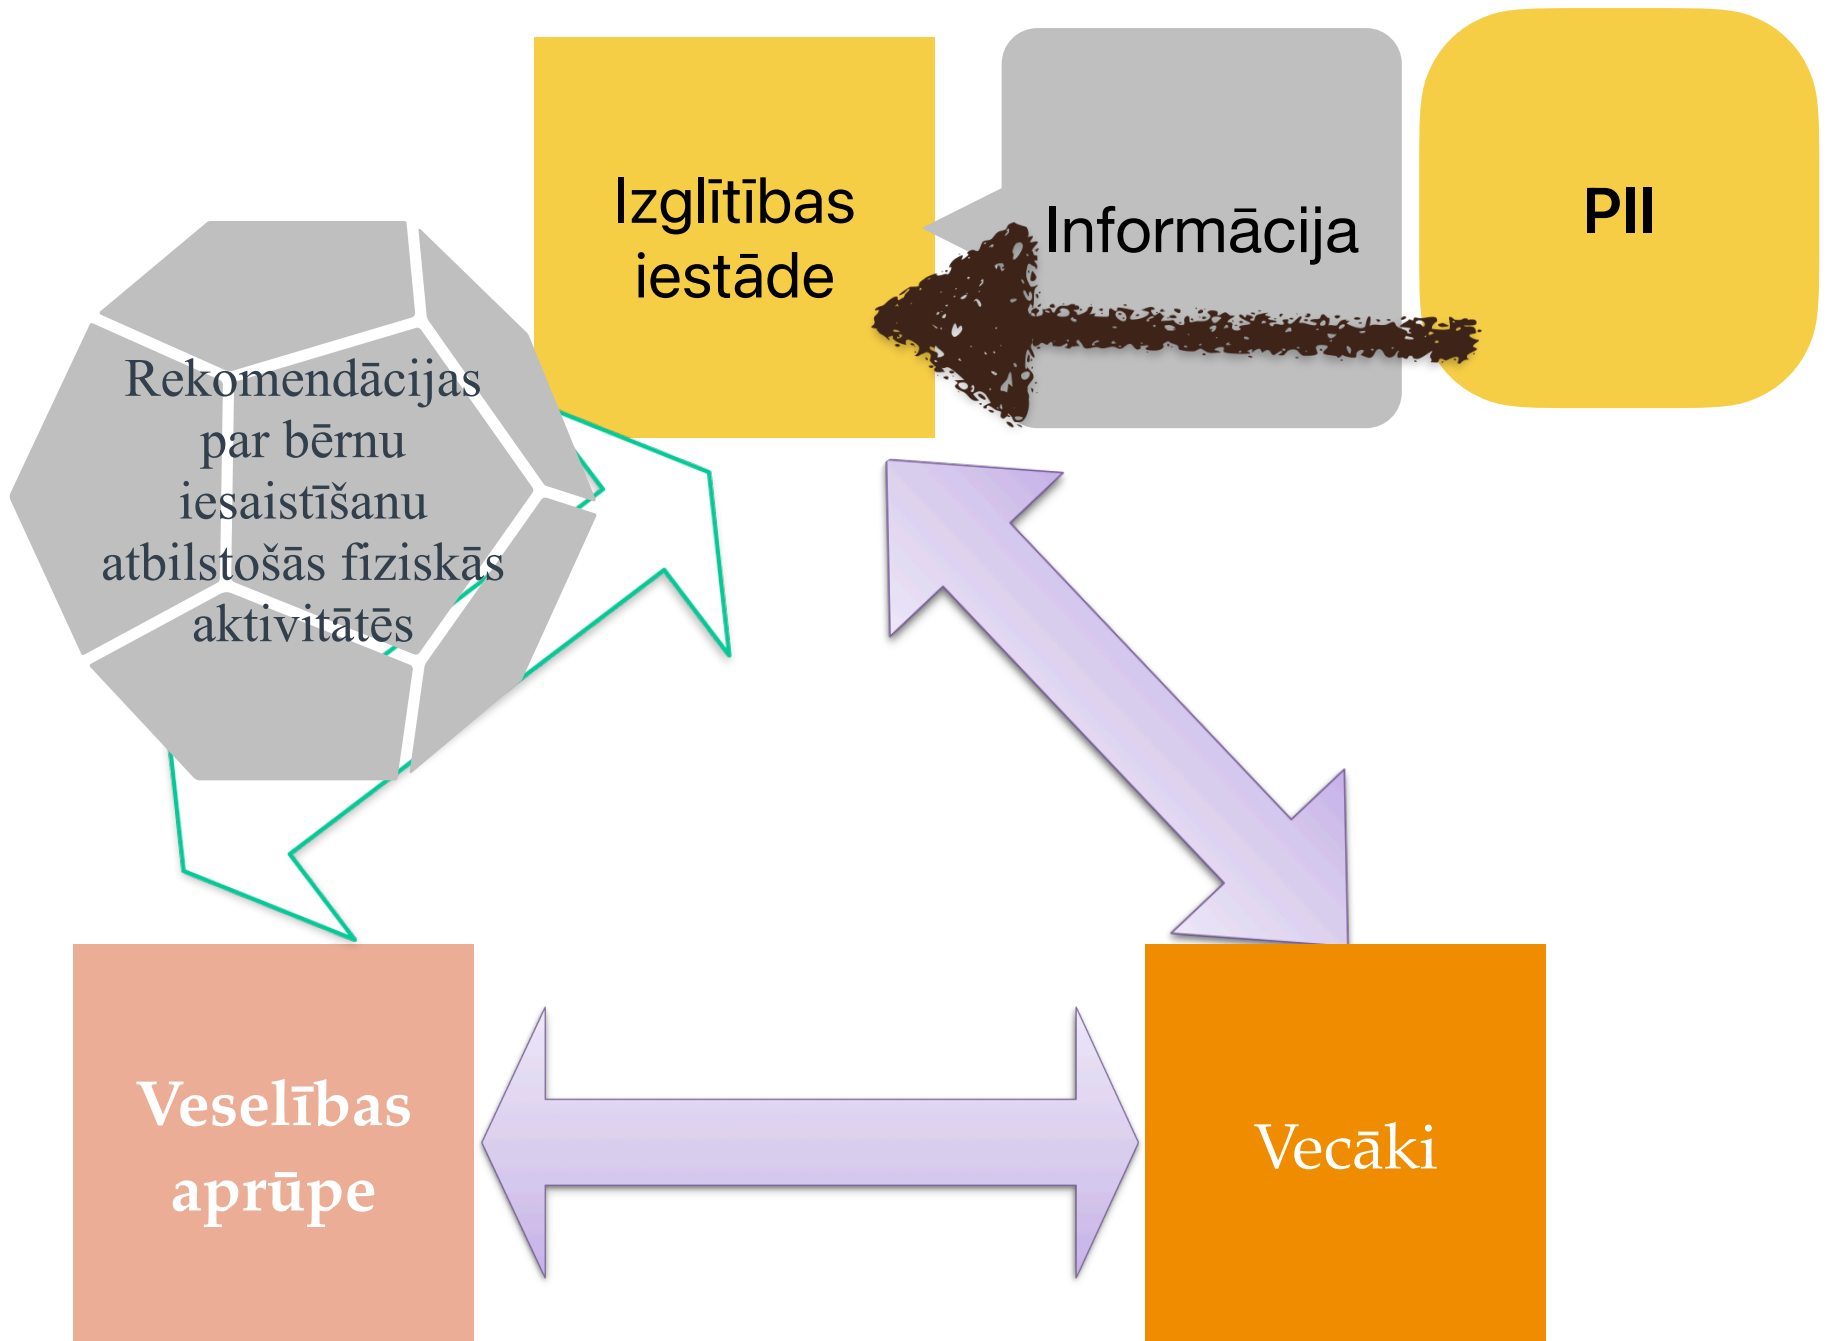 Izglītības
iestāde
Informācija
PII
Rekomendācijas
par bērnu
iesaistīšanu
atbilstošās fiziskās
aktivitātēs
Veselības
aprūpe
Vecāki